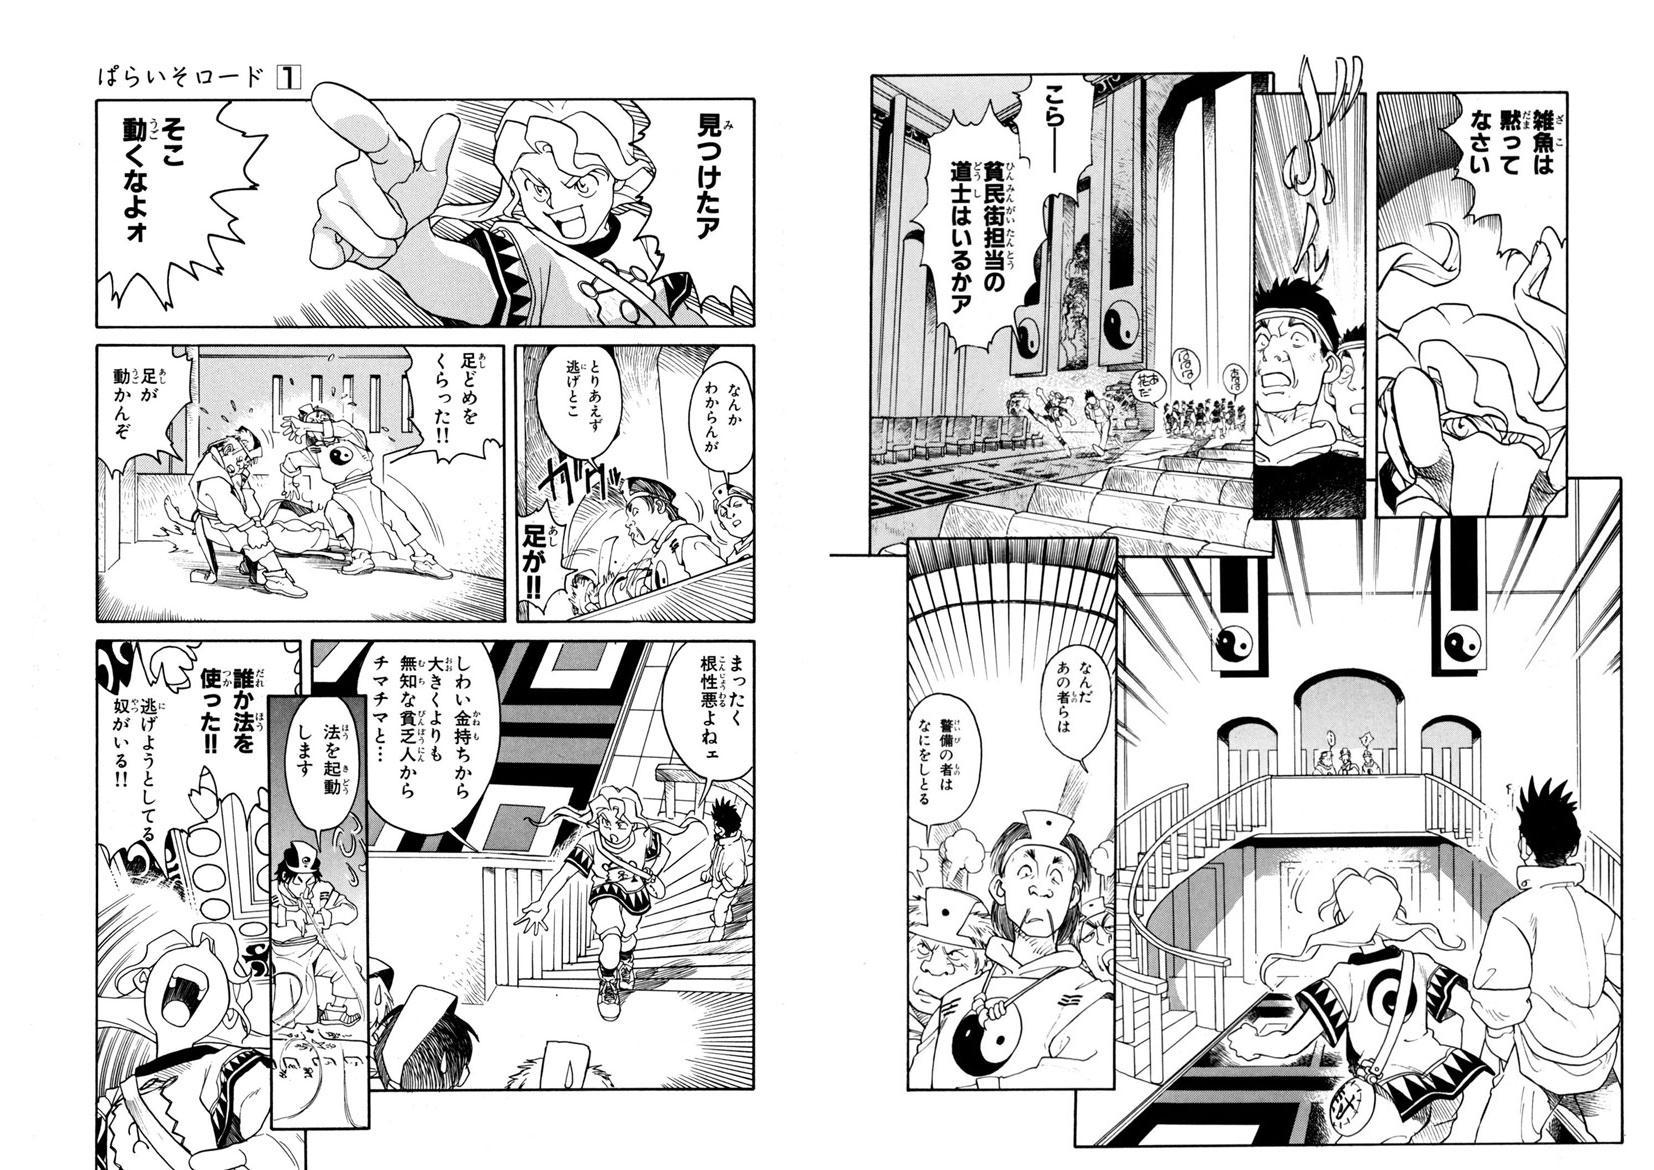 雑魚は
黙って
なさい
こらー
貧民街担当の
道士はいるかァ
なんだ
あの者らは
警備の者は
なにをしとる
ぱらいそロード 1
見つけたァ
そこ
動くなよォ
なんか
わからんが
とりあえず
逃げとこ
ガクッ
足が!!
足どめを
くらった!!
足が
動かんぞ
まったく
根性悪よねェ
しわい金持ちから
大きくよりも
無知な貧乏人から
チマチマと…
法を起動
します
誰か法を
使った!!
逃げようとしてる
奴がいる!!